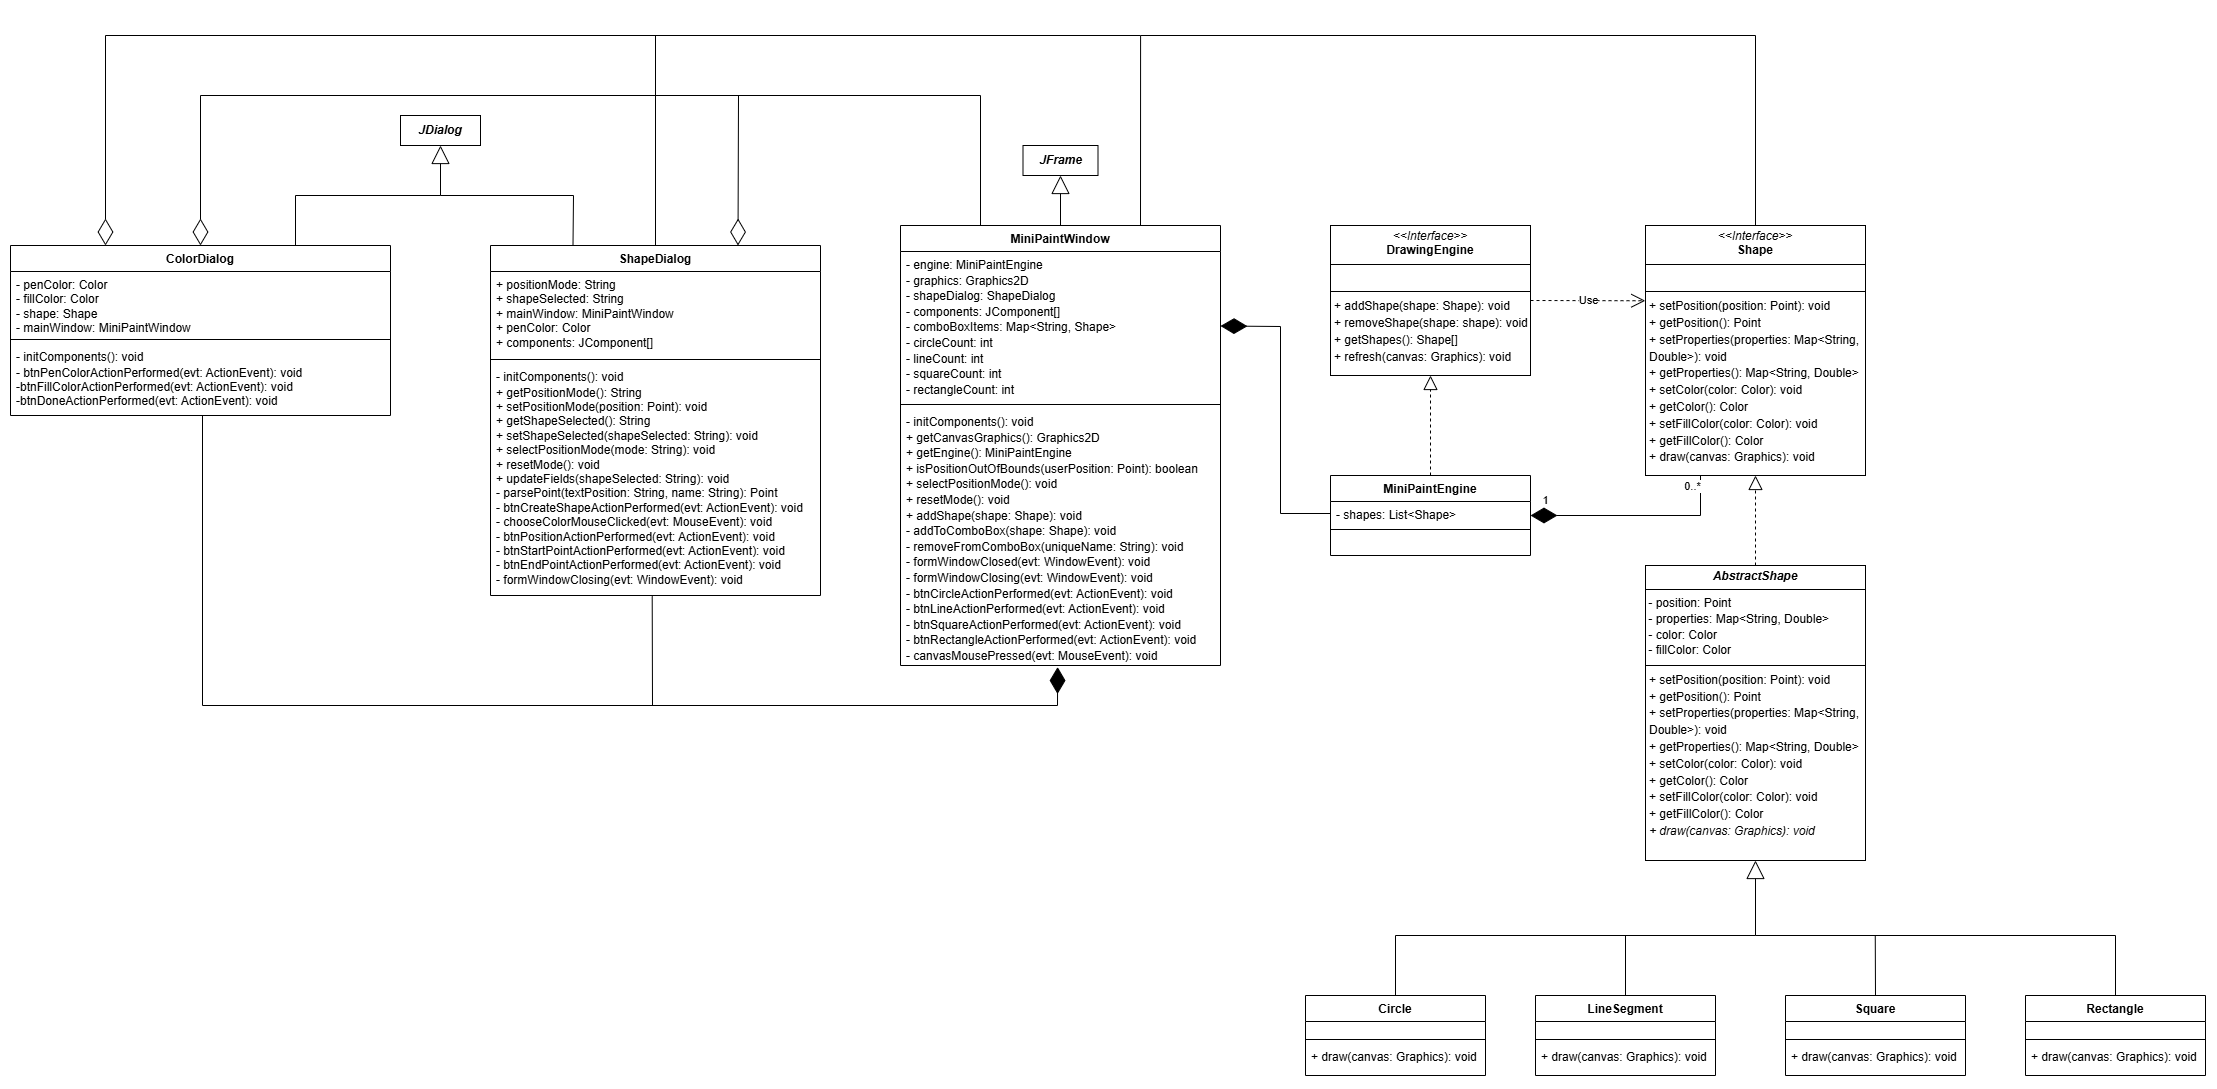 JDialog
JFrame
ColorDialog
- penColor: Color
- fillColor: Color
- shape: Shape
- mainWindow: MiniPaintWindow
- initComponents(): void
- btnPenColorActionPerformed(evt: ActionEvent): void
-btnFillColorActionPerformed(evt: ActionEvent): void
-btnDoneActionPerformed(evt: ActionEvent): void
ShapeDialog
+ positionMode: String
+ shapeSelected: String
+ mainWindow: MiniPaintWindow
+ penColor: Color
+ components: JComponent[]
- initComponents(): void
+ getPositionMode(): String
+ setPositionMode(position: Point): void
+ getShapeSelected(): String
+ setShapeSelected(shapeSelected: String): void
+ selectPositionMode(mode: String): void
+ resetMode(): void
+ updateFields(shapeSelected: String): void
- parsePoint(textPosition: String, name: String): Point
- btnCreateShapeActionPerformed(evt: ActionEvent): void
- chooseColorMouseClicked(evt: MouseEvent): void
- btnPositionActionPerformed(evt: ActionEvent): void
- btnStartPointActionPerformed(evt: ActionEvent): void
- btnEndPointActionPerformed(evt: ActionEvent): void
- formWindowClosing(evt: WindowEvent): void
MiniPaintWindow
- engine: MiniPaintEngine
- graphics: Graphics2D
- shapeDialog: ShapeDialog
- components: JComponent[]
- comboBoxItems: Map<String, Shape>
- circleCount: int
- lineCount: int
- squareCount: int
- rectangleCount: int
- initComponents(): void
+ getCanvasGraphics(): Graphics2D
+ getEngine(): MiniPaintEngine
+ isPositionOutOfBounds(userPosition: Point): boolean
+ selectPositionMode(): void
+ resetMode(): void
+ addShape(shape: Shape): void
- addToComboBox(shape: Shape): void
- removeFromComboBox(uniqueName: String): void
- formWindowClosed(evt: WindowEvent): void
- formWindowClosing(evt: WindowEvent): void
- btnCircleActionPerformed(evt: ActionEvent): void
- btnLineActionPerformed(evt: ActionEvent): void
- btnSquareActionPerformed(evt: ActionEvent): void
- btnRectangleActionPerformed(evt: ActionEvent): void
- canvasMousePressed(evt: MouseEvent): void
<<Interface>>
DrawingEngine
+ addShape(shape: Shape): void
+ removeShape(shape: shape): void
+ getShapes(): Shape[]
+ refresh(canvas: Graphics): void
Use
<<Interface>>
Shape
+ setPosition(position: Point): void
+ getPosition(): Point
+ setProperties(properties: Map<String,
Double>): void
+ getProperties(): Map<String, Double>
+ setColor(color: Color): void
+ getColor(): Color
+ setFillColor(color: Color): void
+ getFillColor(): Color
+ draw(canvas: Graphics): void
MiniPaintEngine
- shapes: List<Shape>
1
0..*
AbstractShape
- position: Point
- properties: Map<String, Double>
- color: Color
- fillColor: Color
+ setPosition(position: Point): void
+ getPosition(): Point
+ setProperties(properties: Map<String,
Double>): void
+ getProperties(): Map<String, Double>
+ setColor(color: Color): void
+ getColor(): Color
+ setFillColor(color: Color): void
+ getFillColor(): Color
+ draw(canvas: Graphics): void
Circle
+ draw(canvas: Graphics): void
LineSegment
+ draw(canvas: Graphics): void
Square
+ draw(canvas: Graphics): void
Rectangle
+ draw(canvas: Graphics): void